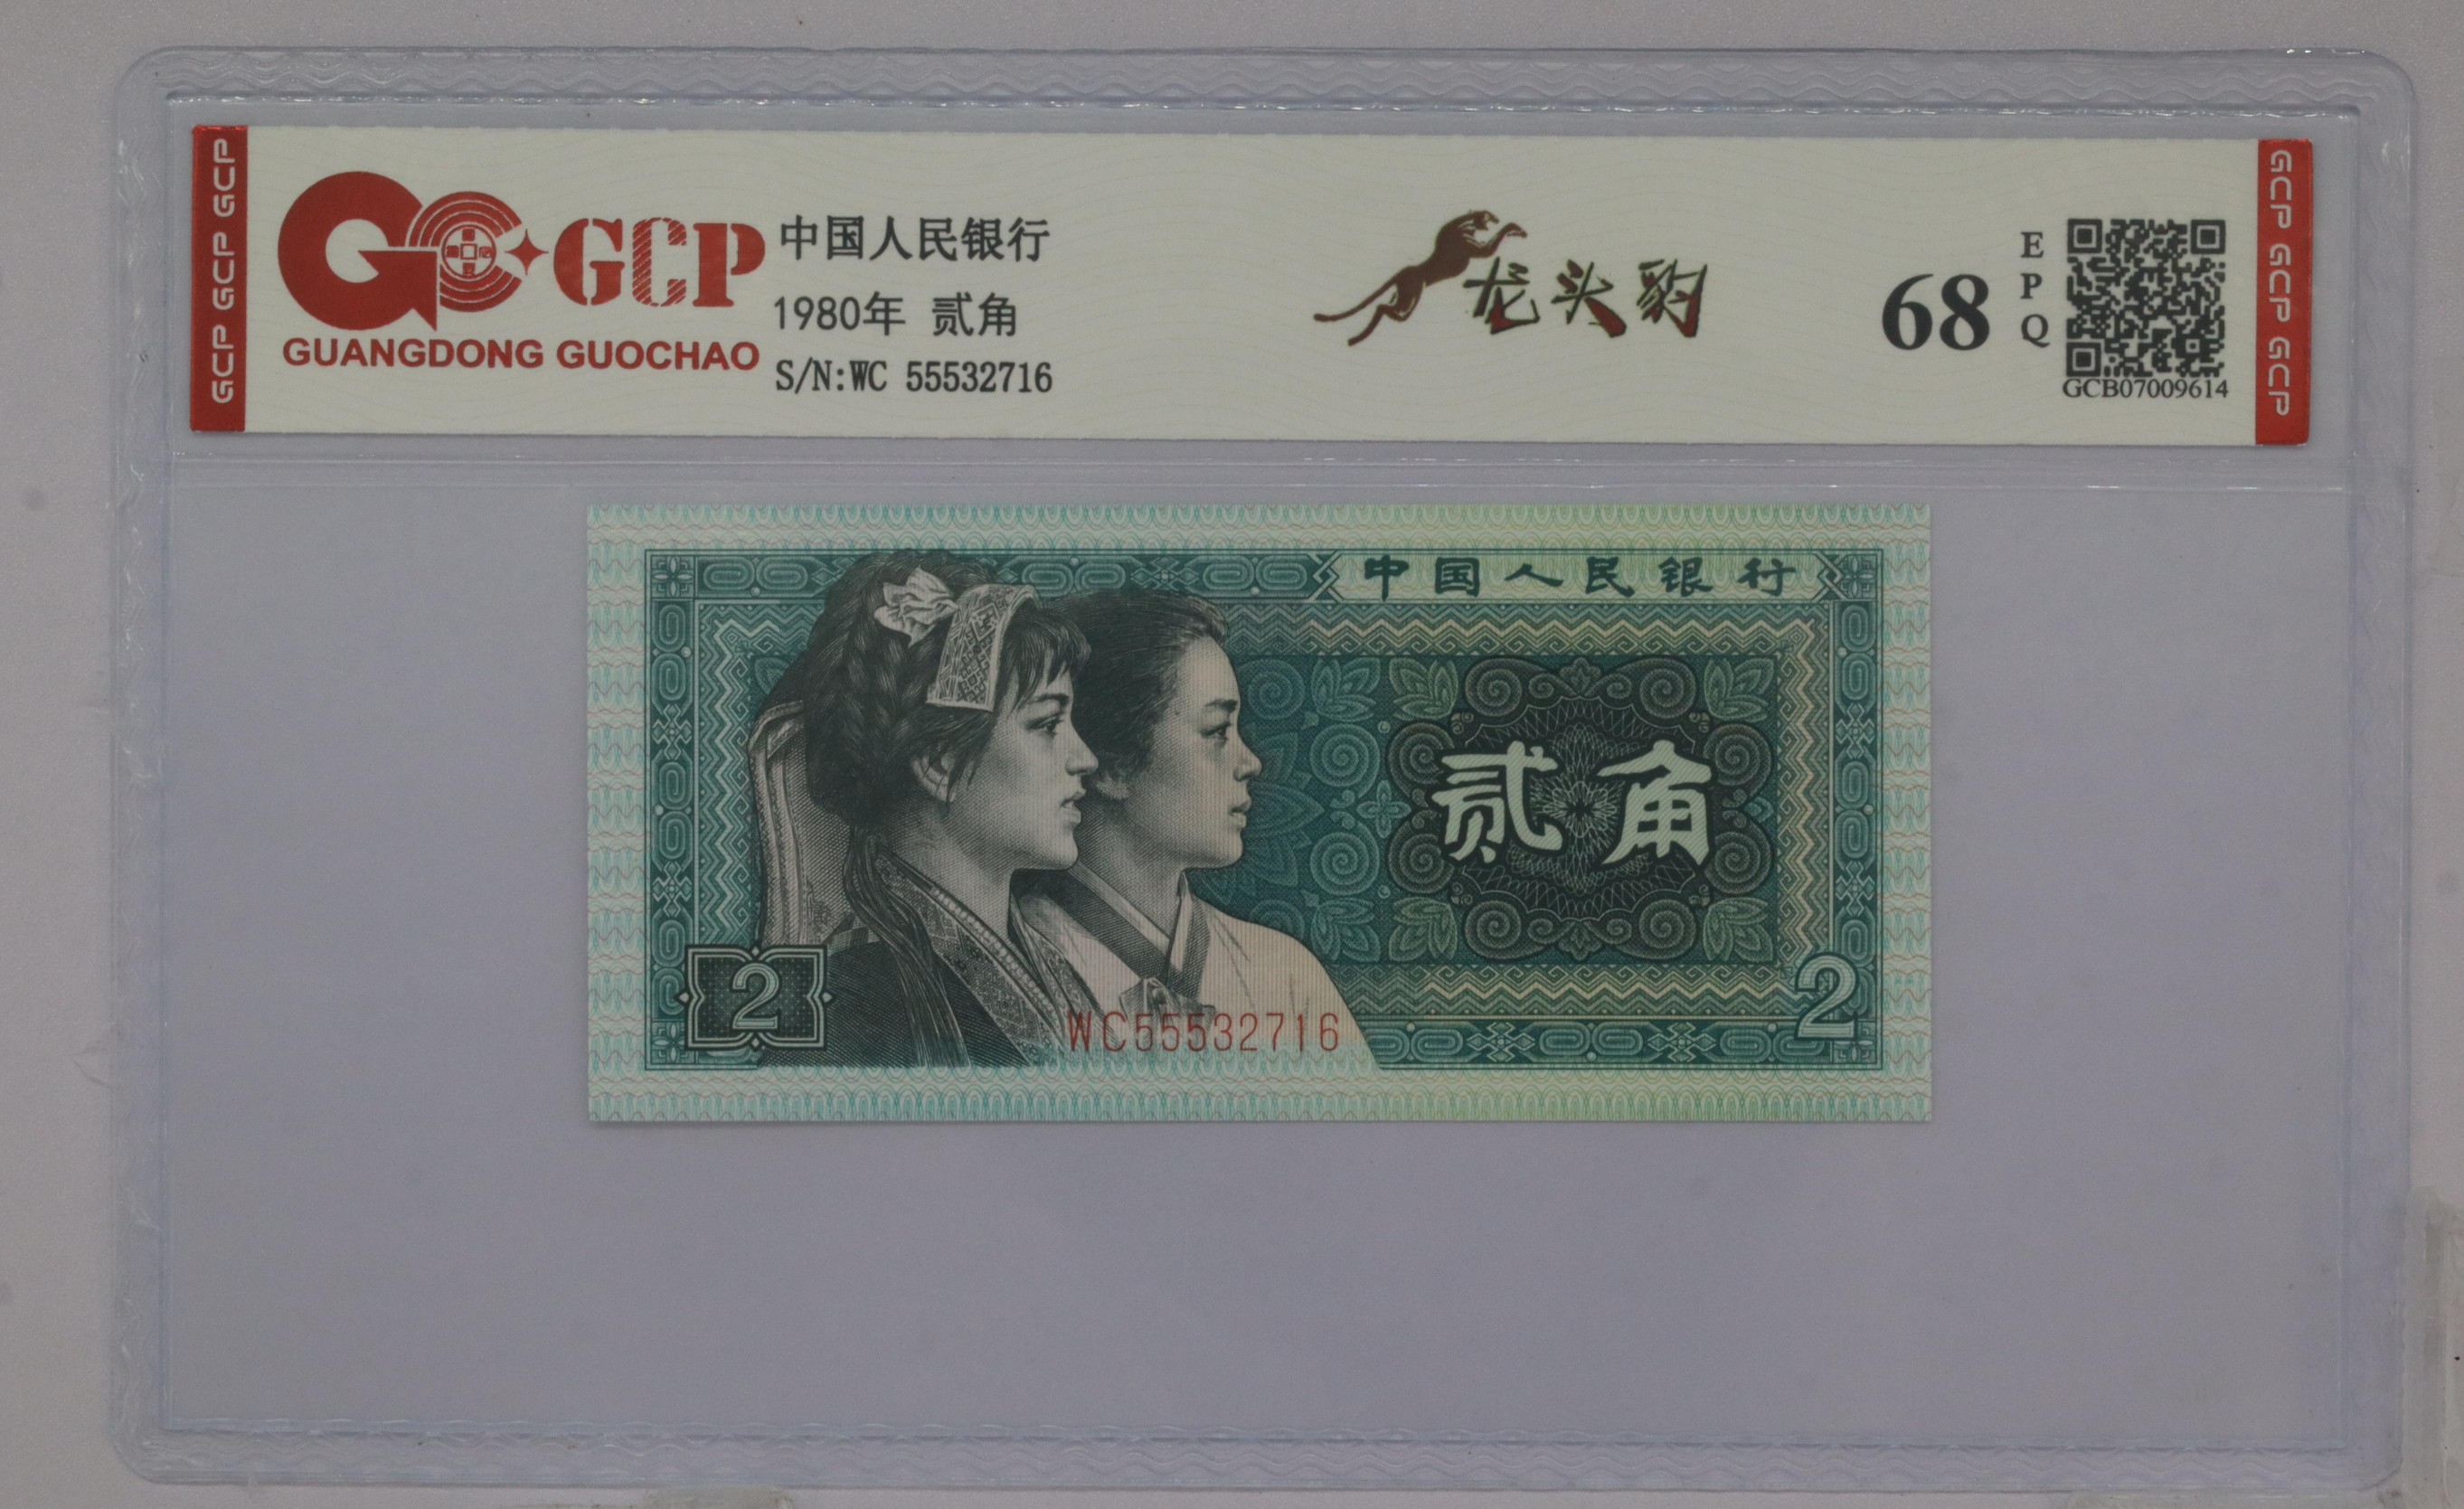 GCP GCP GCP
GCP
GUANGDONG GUOCHAO
中国人民银行
1980年 贰角
S/N:WC 55532716
龙头豹
68
EPQ
GCB07009614
GCP GCP GCP
中国人民银行
贰角
2
2
WC55532716